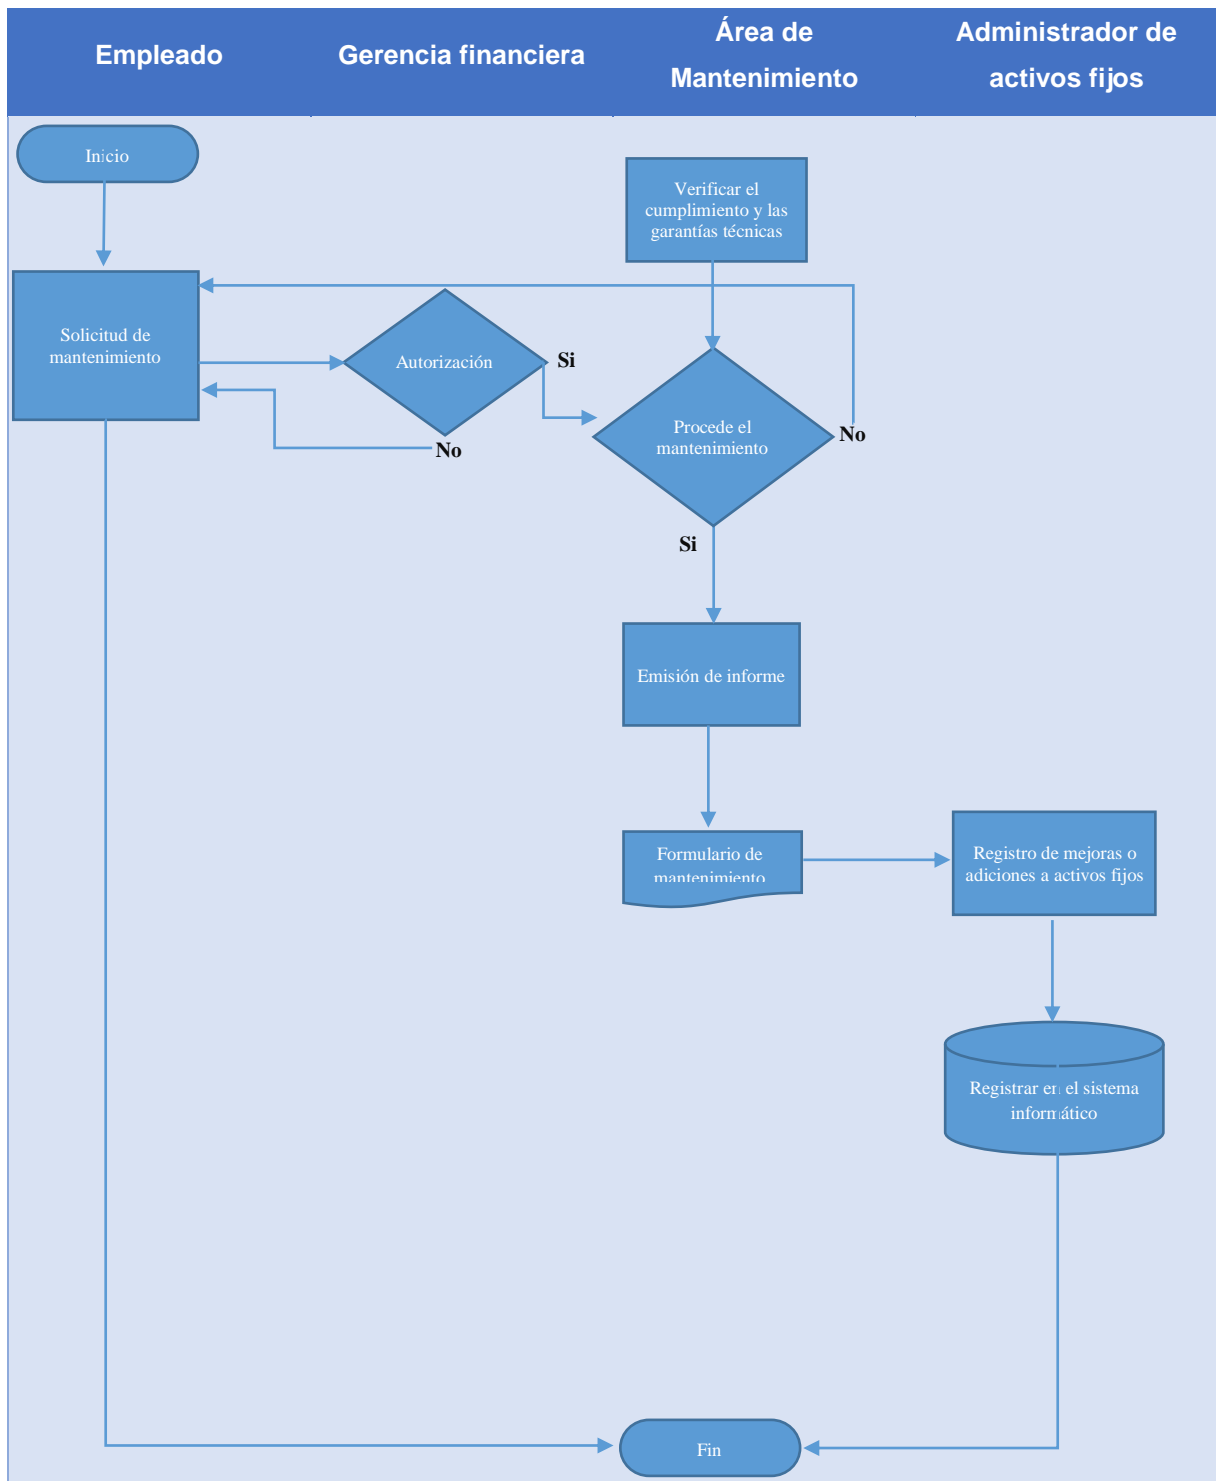 Empleado
Gerencia financiera
Área de
Mantenimiento
Administrador de
activos fijos
Inicio
Verificar el
cumplimiento y las
garantías técnicas
Solicitud de
mantenimiento
Autorización
Si
No
Procede el
mantenimiento
No
Si
Emisión de informe
Formulario de
mantenimiento
Registro de mejoras o
adiciones a activos fijos
Registrar en el sistema
informático
Fin